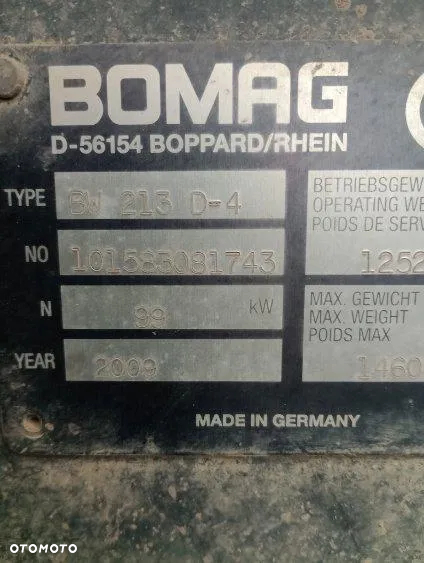 BOMAG
D-56154 BOPPARD/RHEIN
TYPE BW 213 D-4
BETRIEBSGEW
OPERATING WE
POIDS DE SERV
NO 101583081743
1252
N 99 kW
MAX. GEWICHT
MAX. WEIGHT
POIDS MAX
YEAR 2009
1460
MADE IN GERMANY
OTOMOTO